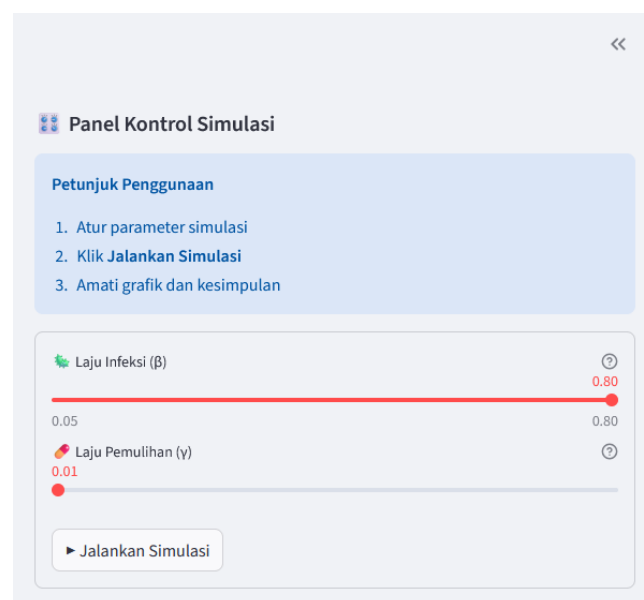 Panel Kontrol Simulasi
Petunjuk Penggunaan
1. Atur parameter simulasi
2. Klik Jalankan Simulasi
3. Amati grafik dan kesimpulan
Laju Infeksi (β)
0.80
0.05 0.80
Laju Pemulihan (γ)
0.01
Jalankan Simulasi